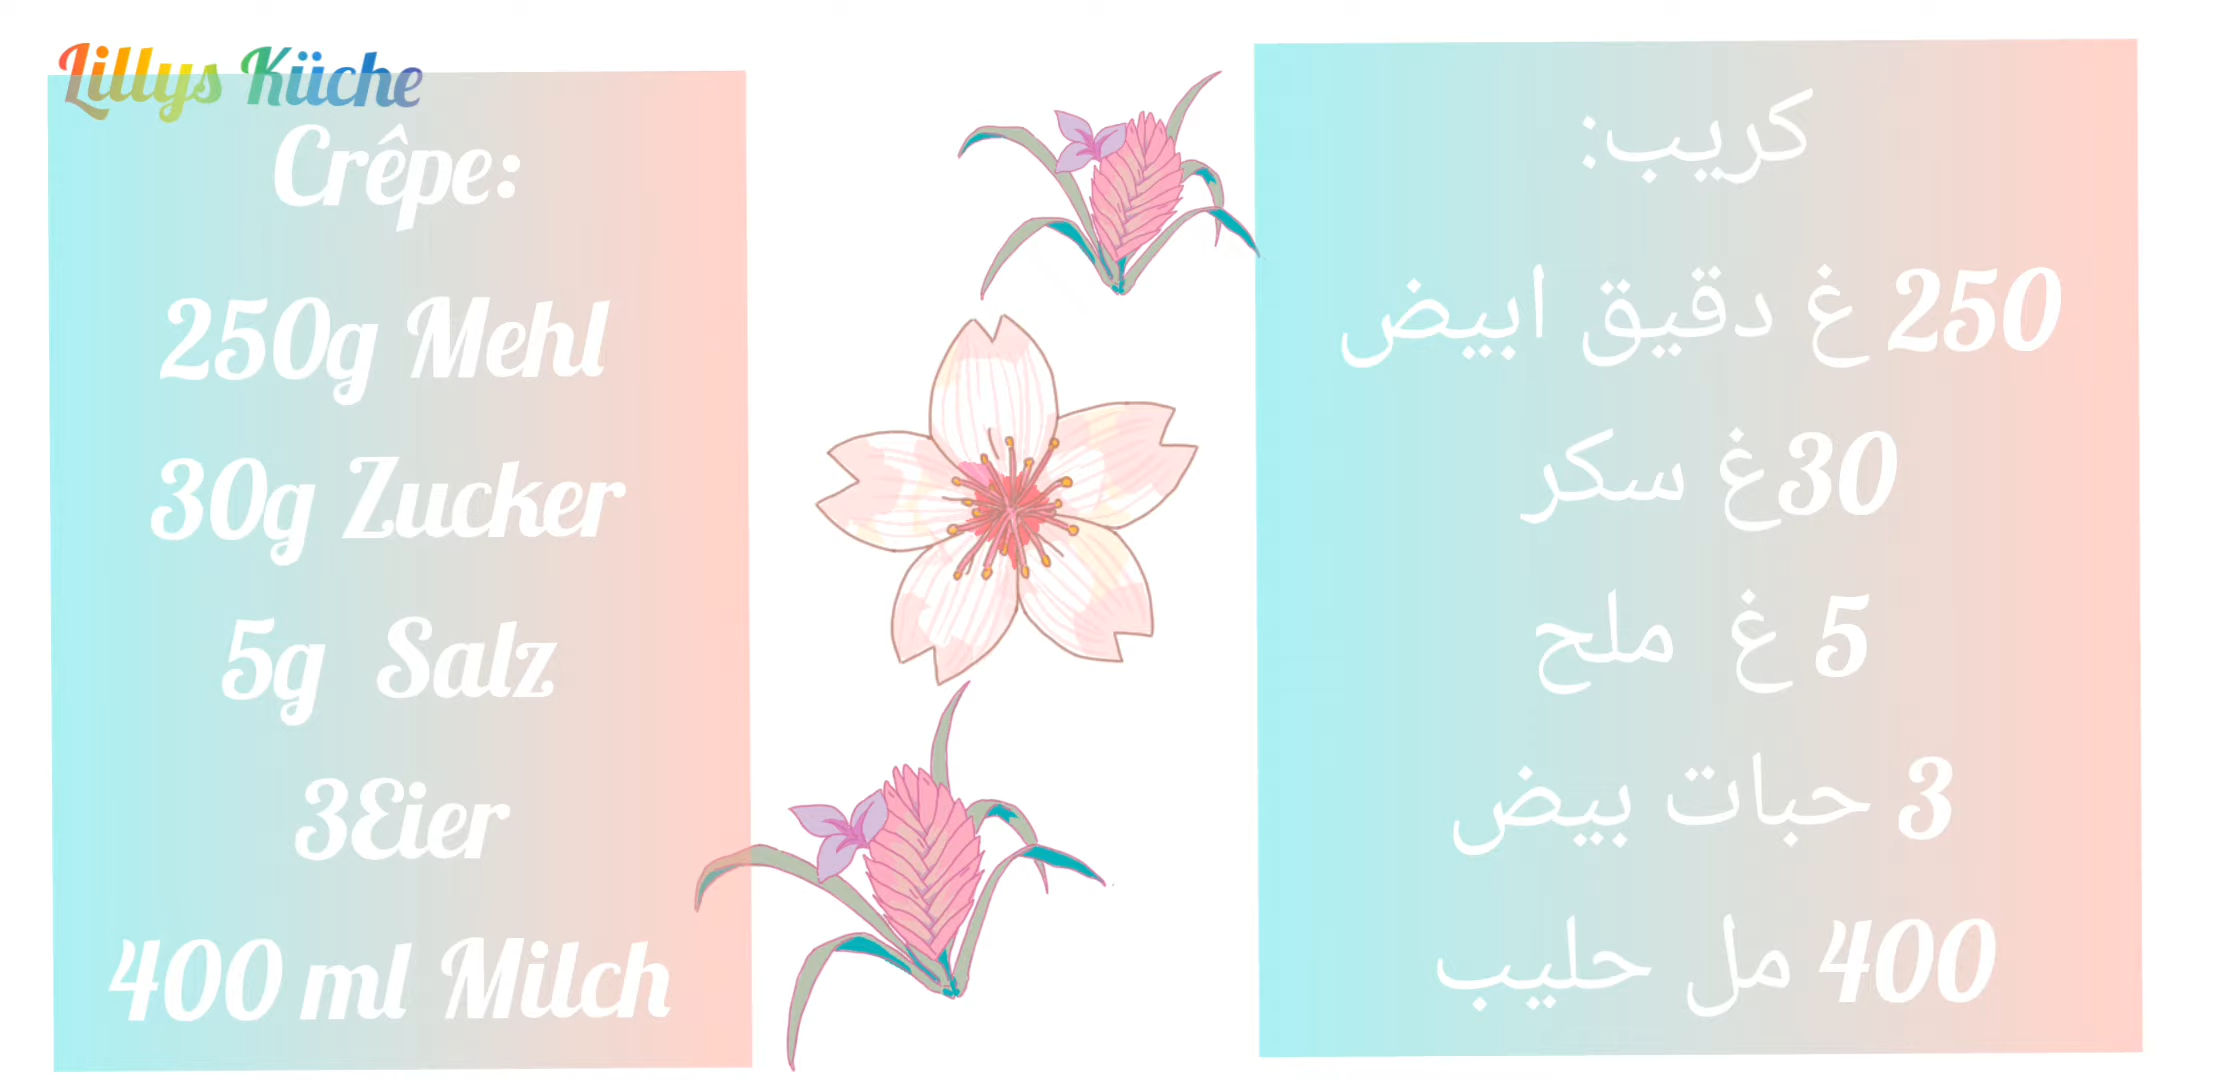 Lillys Küche
Crêpe:
250g Mehl
30g Zucker
5g Salz
3Eier
400 ml Milch
كريب:
250 غ دقيق ابيض
30غ سكر
5 غ ملح
3 حبات بيض
400 مل حليب